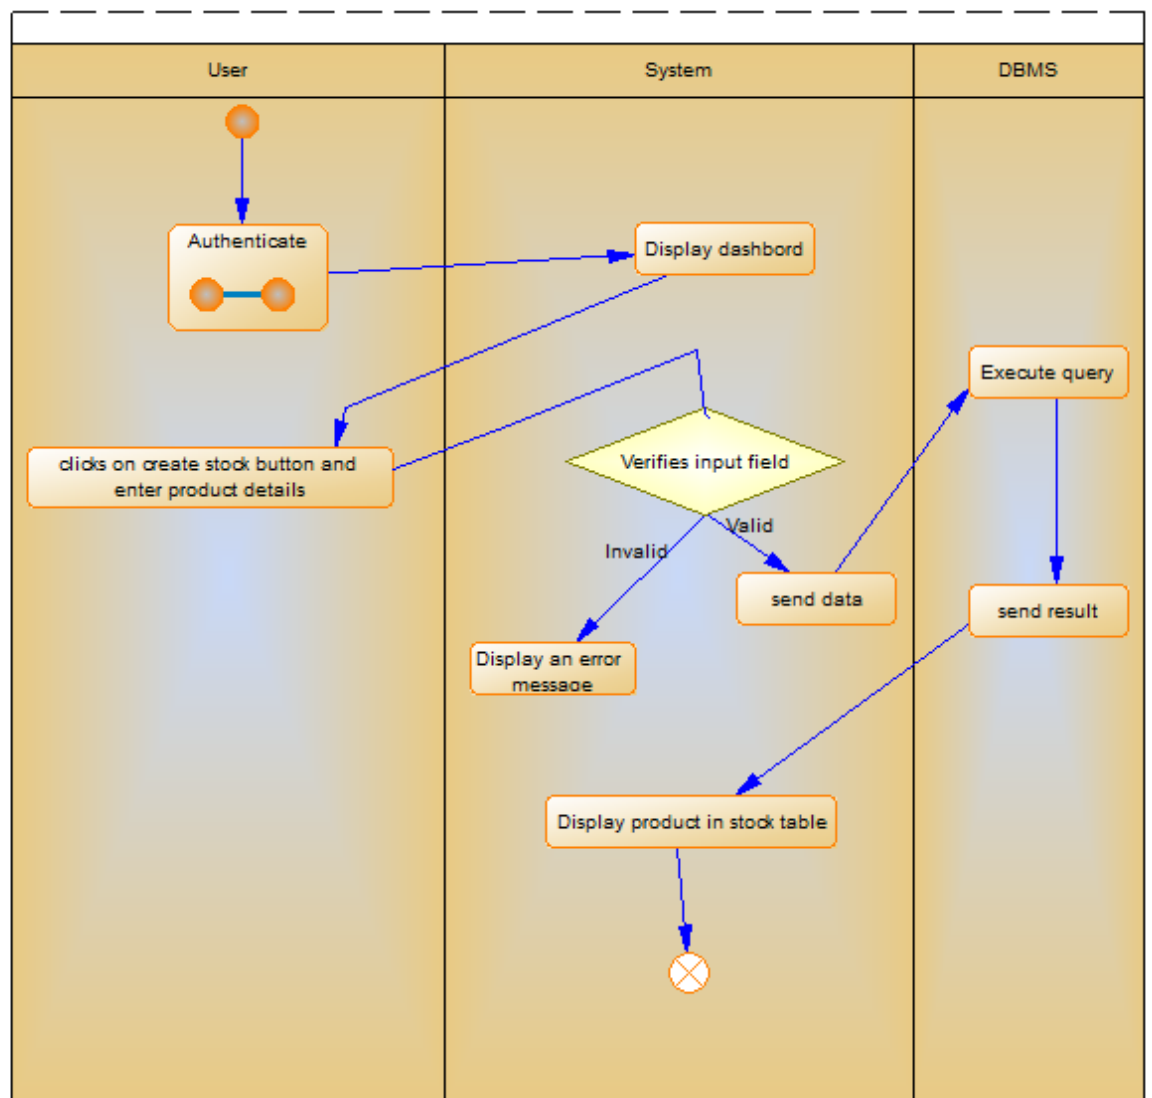 User
System
DBMS
Authenticate
Display dashbord
Execute query
clicks on create stock button and
enter product details
Verifies input field
Valid
Invalid
send data
send result
Display an error
message
Display product in stock table